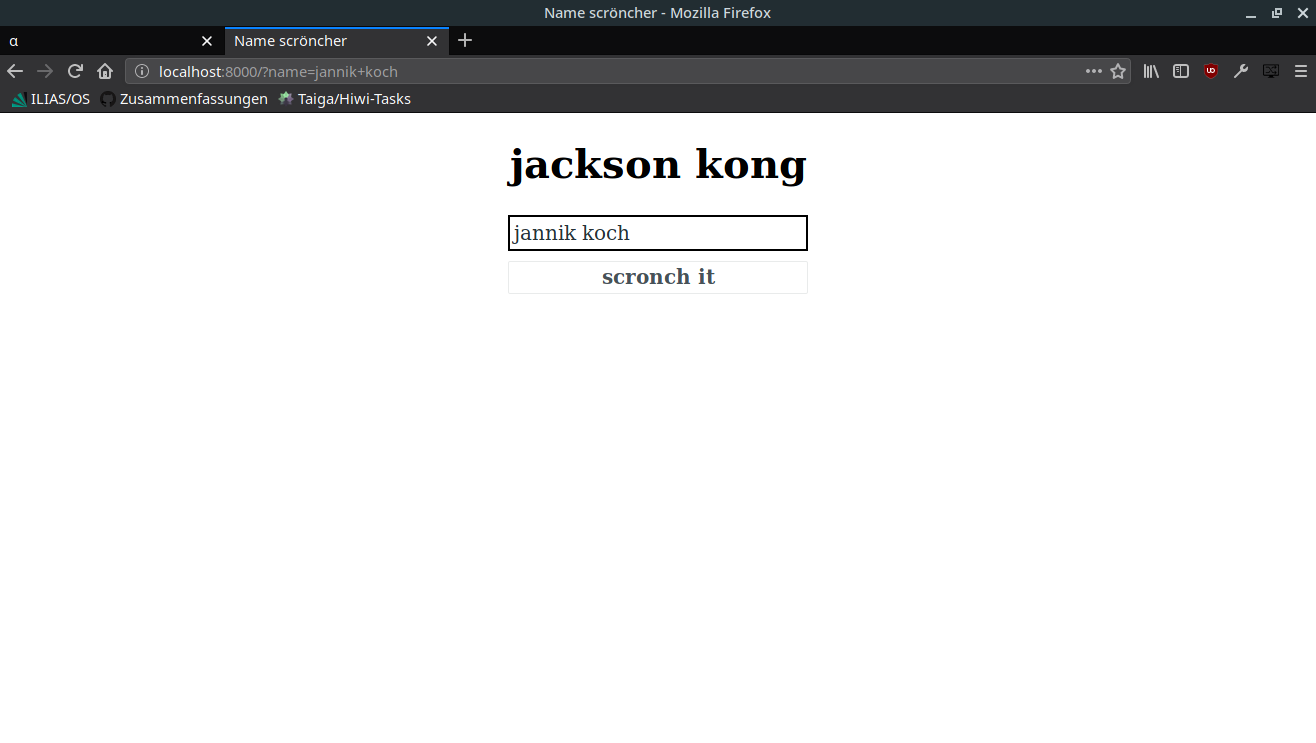 Name scröncher - Mozilla Firefox
α Name scröncher
localhost:8000/?name=jannik+koch
ILIAS/OS Zusammenfassungen Taiga/Hiwi-Tasks
jackson kong
jannik koch
scronch it